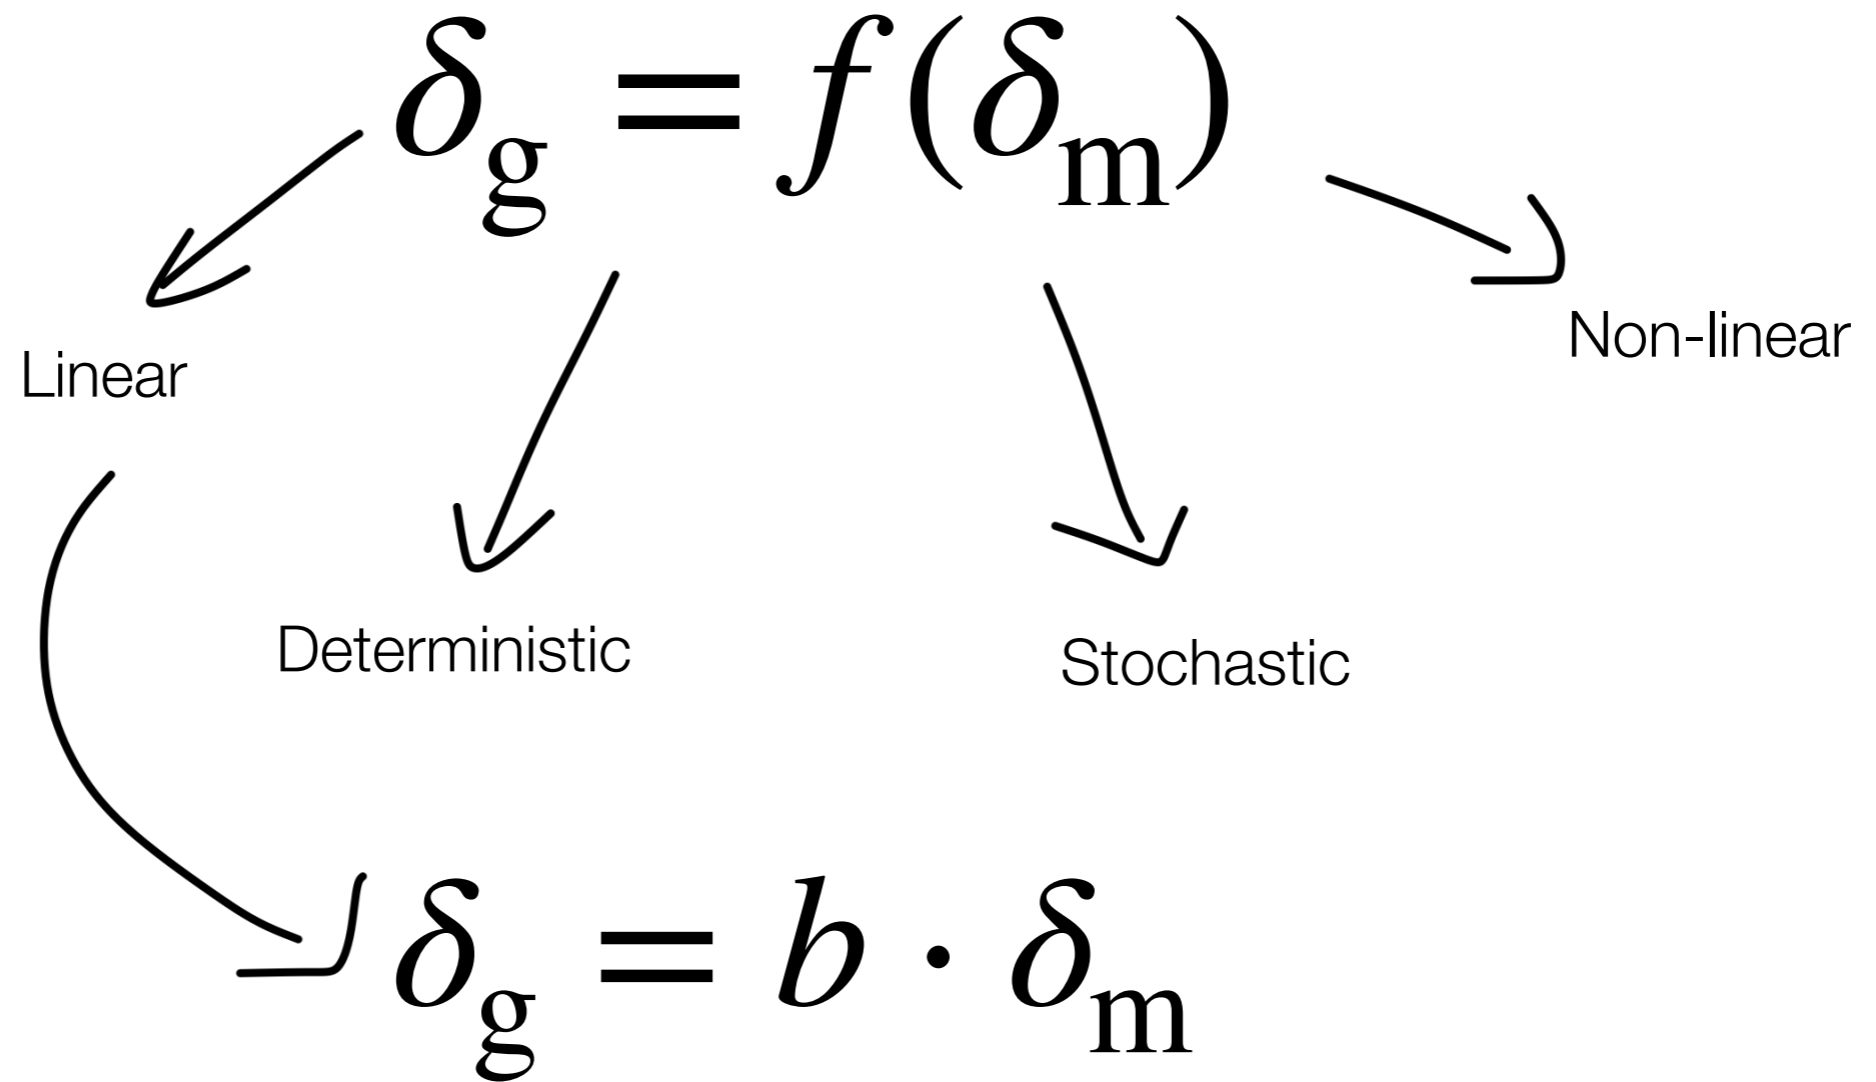 δg = f(δm)
Non-linear
Linear
Deterministic
Stochastic
δg = b · δm